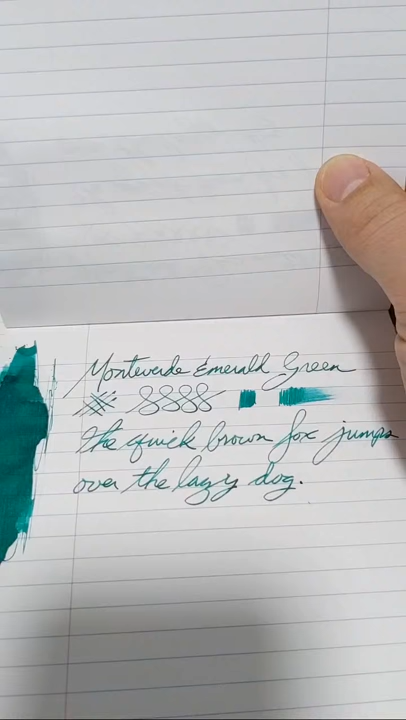 Monteverde Emerald Green
the quick brown fox jumps
over the lazy dog.